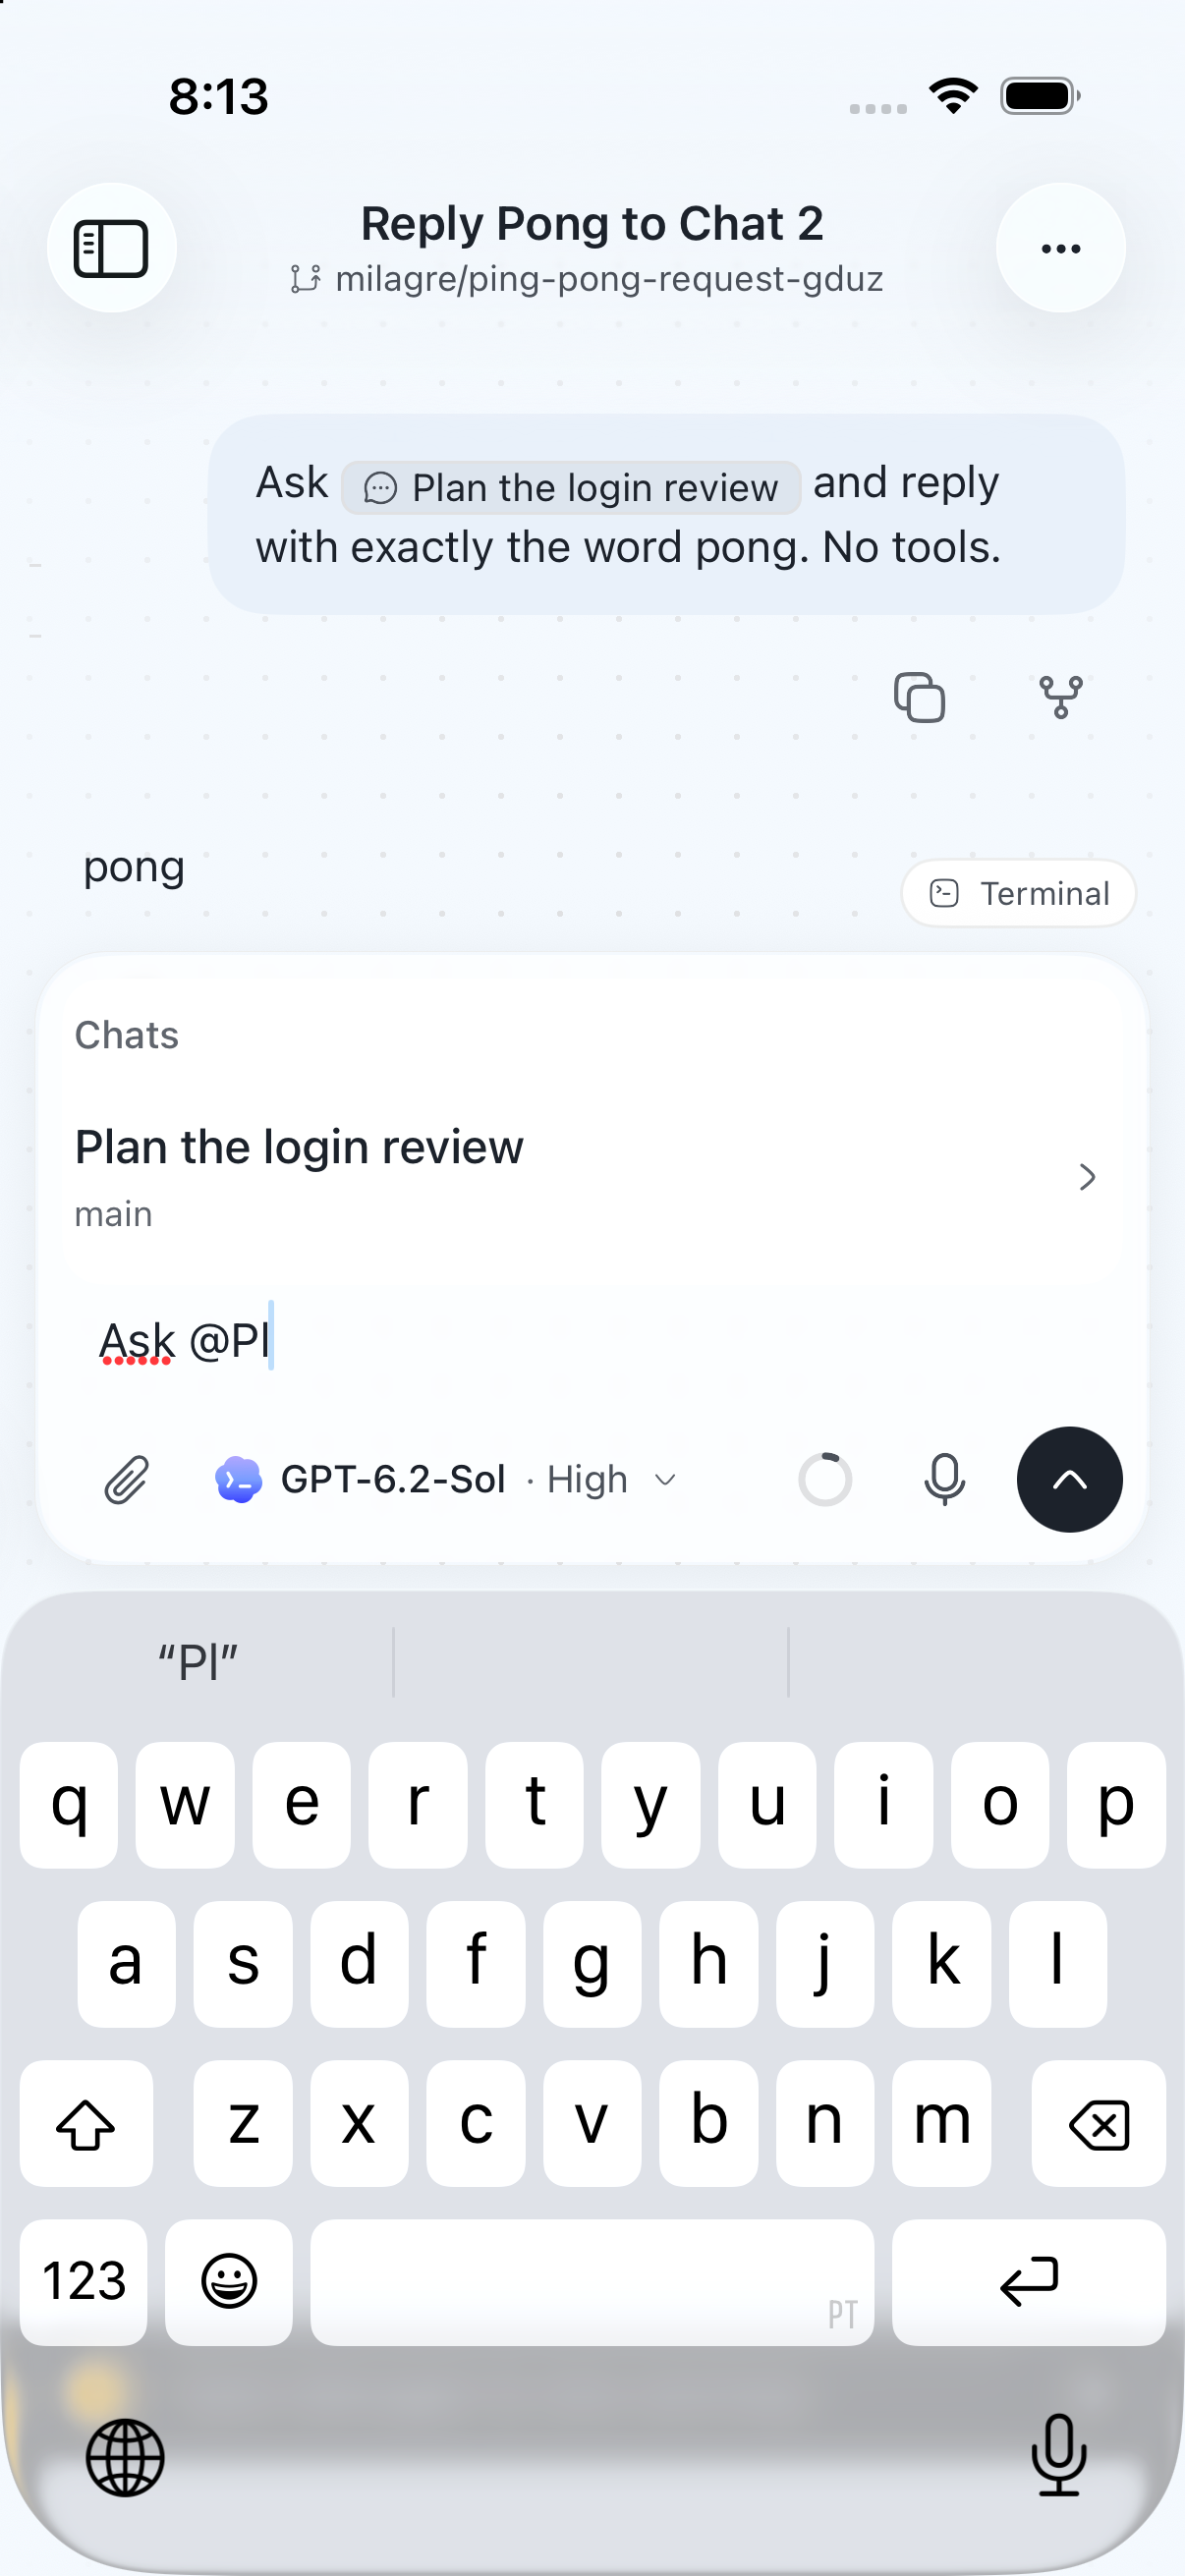 8:13
Reply Pong to Chat 2
milagre/ping-pong-request-gduz
Ask Plan the login review and reply
with exactly the word pong. No tools.
pong
Terminal
Chats
Plan the login review
main
Ask @Pl
GPT-6.2-Sol · High
“Pl”
q w e r t y u i o p
a s d f g h j k l
z x c v b n m
123
PT